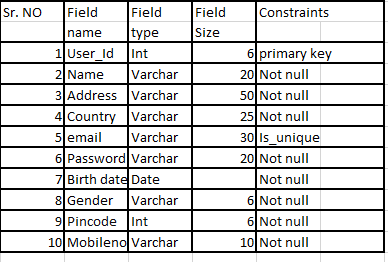 Sr. NO Field name Field type Field Size Constraints
1 User_Id Int 6 primary key
2 Name Varchar 20 Not null
3 Address Varchar 50 Not null
4 Country Varchar 25 Not null
5 email Varchar 30 Is_unique
6 Password Varchar 20 Not null
7 Birth date Date Not null
8 Gender Varchar 6 Not null
9 Pincode Int 6 Not null
10 Mobileno Varchar 10 Not null